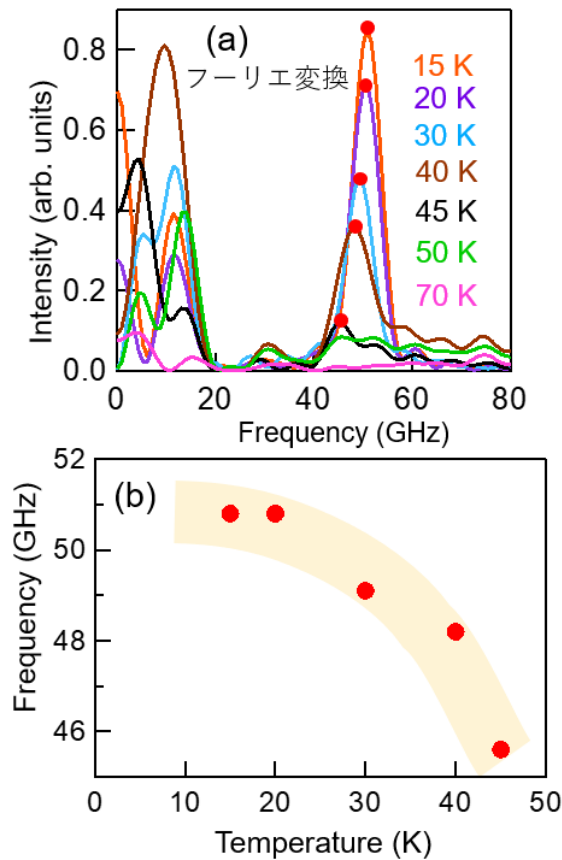 (a)
フーリエ変換
15 K
20 K
30 K
40 K
45 K
50 K
70 K
Intensity (arb. units)
0.8
0.6
0.4
0.2
0.0
0 20 40 60 80
Frequency (GHz)
(b)
Frequency (GHz)
52
50
48
46
0 10 20 30 40 50
Temperature (K)